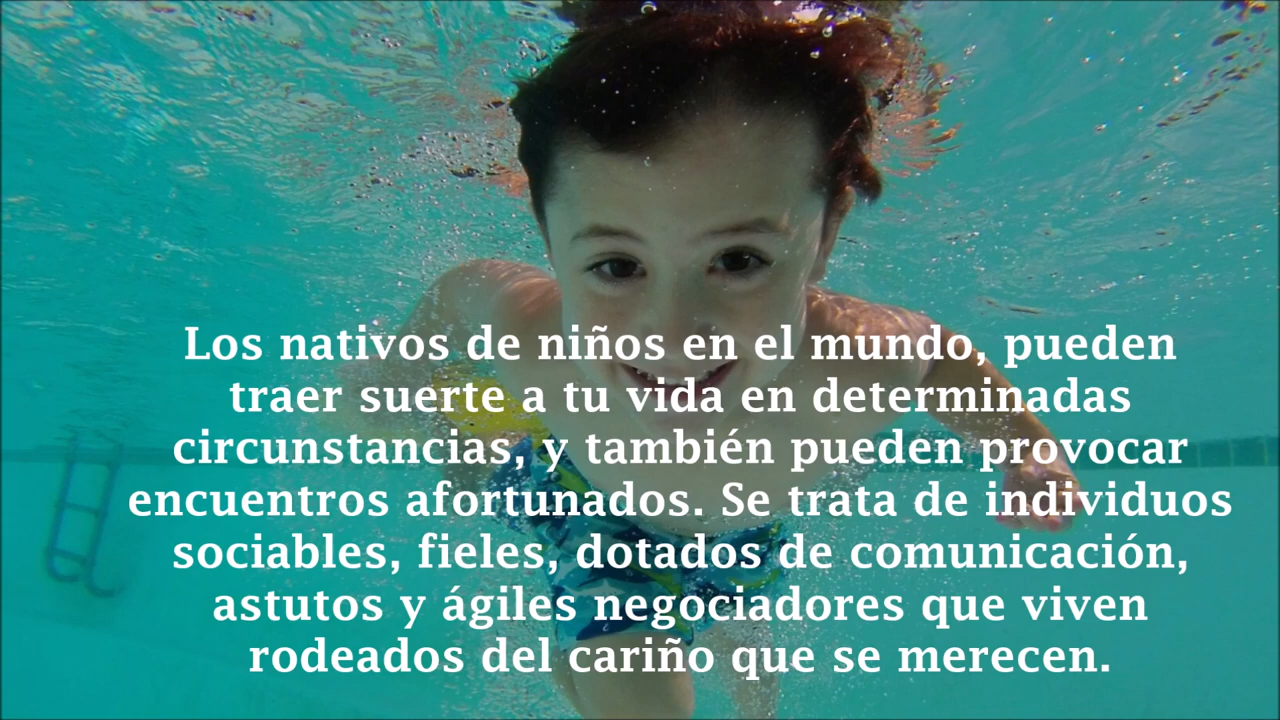 Los nativos de niños en el mundo, pueden
traer suerte a tu vida en determinadas
circunstancias, y también pueden provocar
encuentros afortunados. Se trata de individuos
sociables, fieles, dotados de comunicación,
astutos y ágiles negociadores que viven
rodeados del cariño que se merecen.